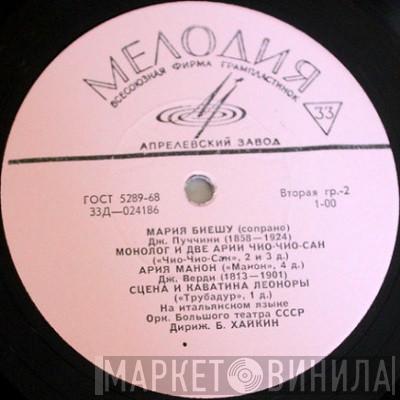 МЕЛОДИЯ
ВСЕСОЮЗНАЯ ФИРМА ГРАМПЛАСТИНОК
33
АПРЕЛЕВСКИЙ ЗАВОД
ГОСТ 5289-68
33Д—024186
Вторая гр.-2
1-00
МАРИЯ БИЕШУ (сопрано)
Дж. Пуччини (1858—1924)
МОНОЛОГ И ДВЕ АРИИ ЧИО-ЧИО-САН
(«Чио-Чио-Сан», 2 и 3 д.)
АРИЯ МАНОН («Манон», 4 д.)
Дж. Верди (1813—1901)
СЦЕНА И КАВАТИНА ЛЕОНОРЫ
(«Трубадур», 1 д.)
На итальянском языке
Орк. Большого театра СССР
Дириж. Б. ХАЙКИН
МАРКЕТ ВИНИЛА